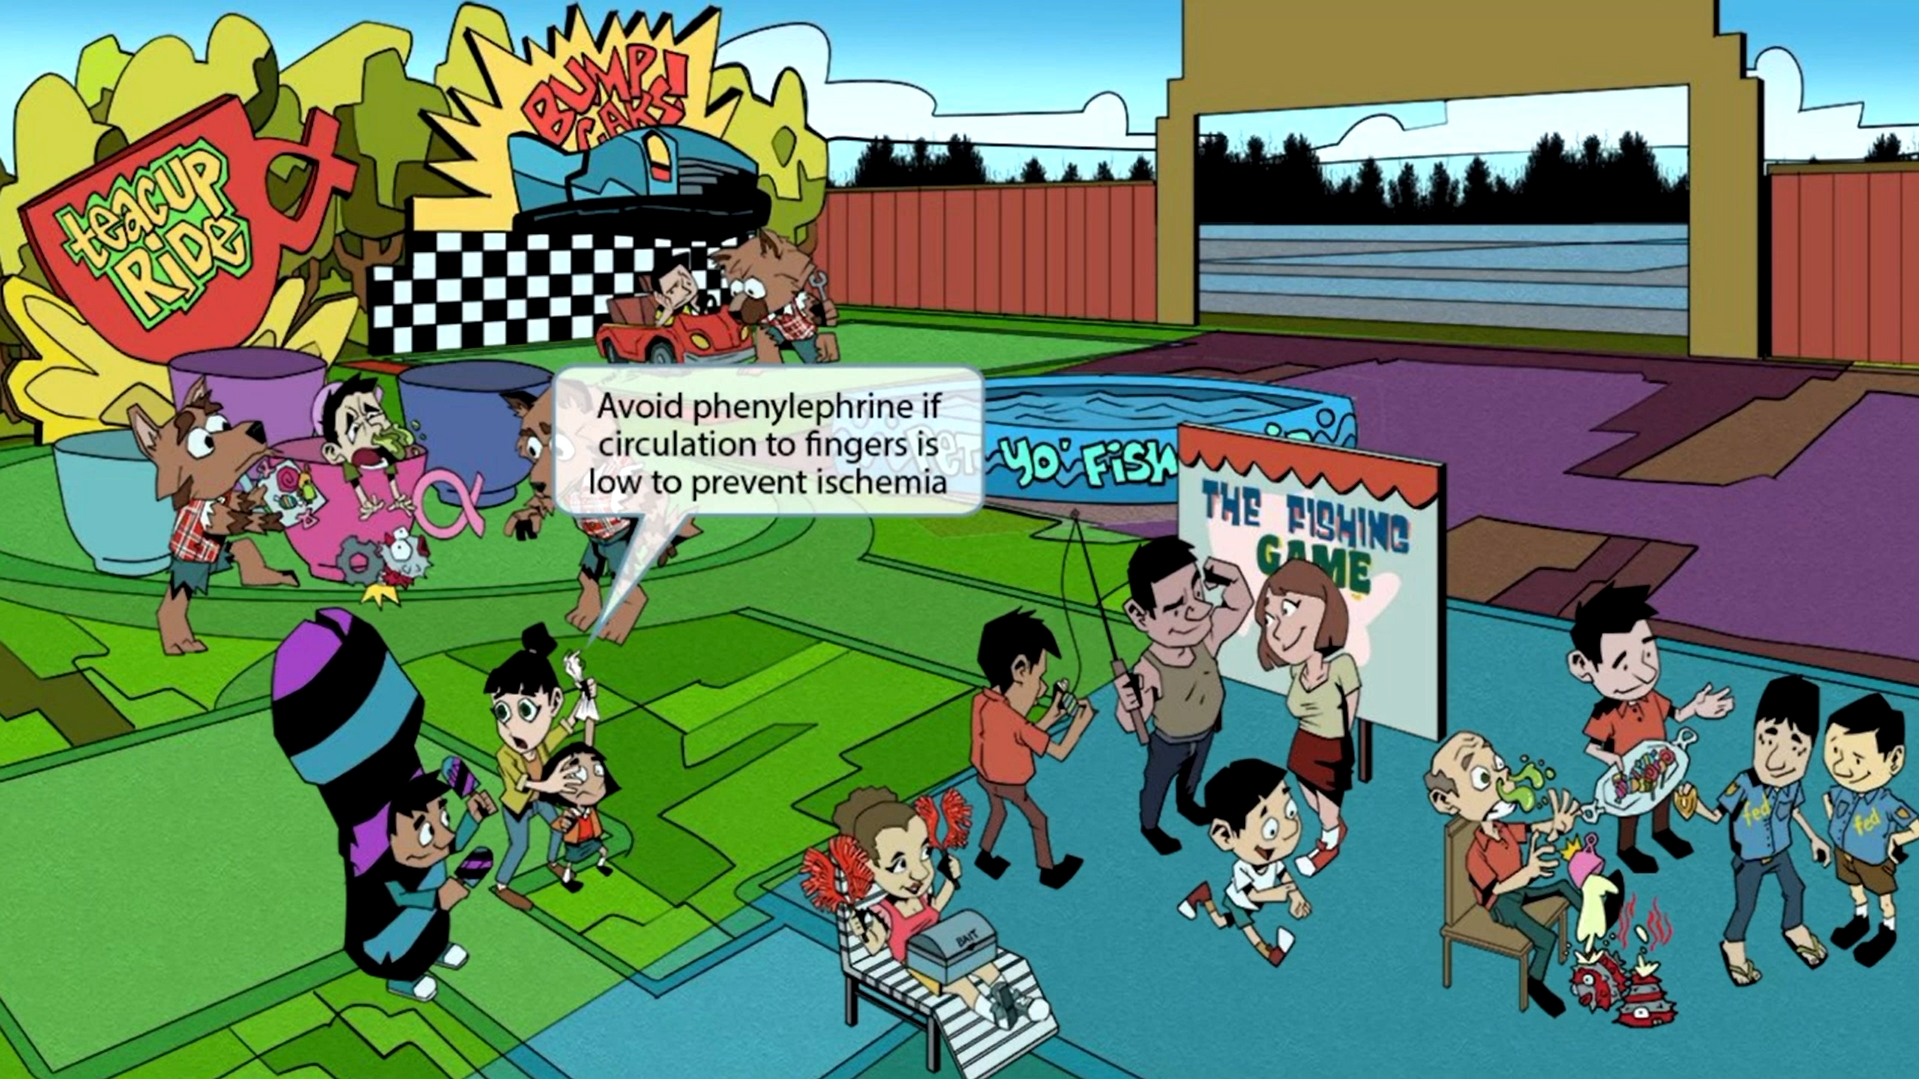 teacup
Ride
BUMP
CARS!
Avoid phenylephrine if
circulation to fingers is
low to prevent ischemia
PET YO' FISH
THE FISHING
GAME
BAIT
fed
fed